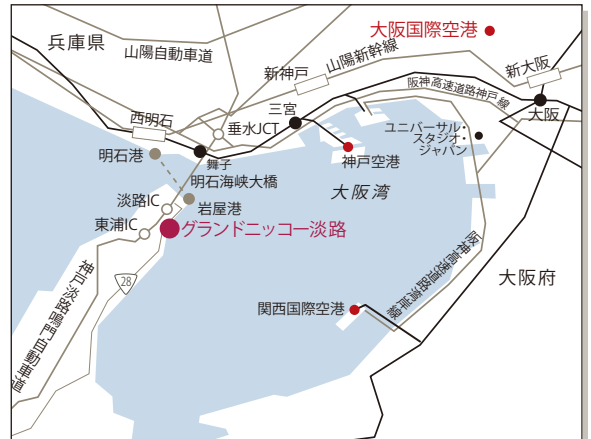 大阪国際空港
兵庫県
山陽自動車道
山陽新幹線
新神戸
新大阪
阪神高速道路神戸線
西明石
三宮
大阪
垂水JCT
ユニバーサル・
スタジオ・
ジャパン
明石港
舞子
神戸空港
明石海峡大橋
大阪湾
淡路IC
岩屋港
東浦IC
グランドニッコー淡路
阪神高速道路湾岸線
大阪府
神戸淡路鳴門自動車道
28
関西国際空港